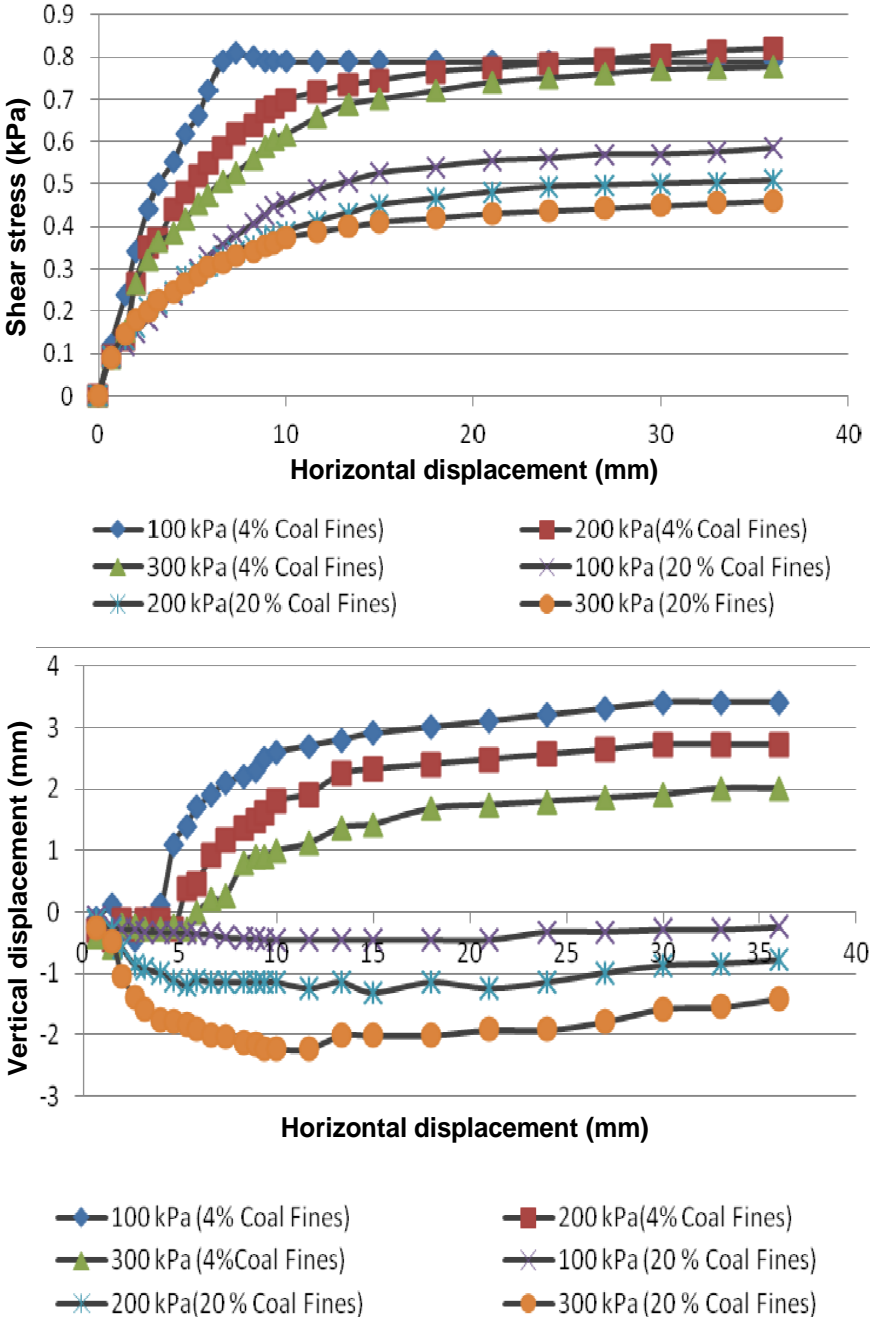 0.9
0.8
0.7
0.6
0.5
0.4
0.3
0.2
0.1
0
Shear stress (kPa)
0 10 20 30 40
Horizontal displacement (mm)
100 kPa (4% Coal Fines) 200 kPa(4% Coal Fines)
300 kPa (4% Coal Fines) 100 kPa (20 % Coal Fines)
200 kPa(20 % Coal Fines) 300 kPa (20% Fines)
4
3
2
1
0
-1
-2
-3
Vertical displacement (mm)
0 5 10 15 20 25 30 35 40
Horizontal displacement (mm)
100 kPa (4% Coal Fines) 200 kPa(4% Coal Fines)
300 kPa (4%Coal Fines) 100 kPa (20 % Coal Fines)
200 kPa(20 % Coal Fines) 300 kPa (20 % Coal Fines)